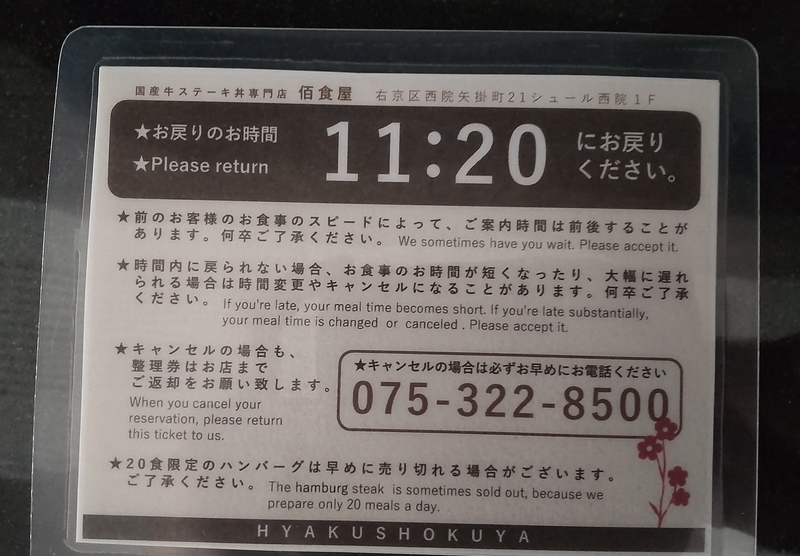 国産牛ステーキ丼専門店 佰食屋 右京区西院矢掛町21シュール西院1F
★お戻りのお時間
★Please return
11:20
にお戻り
ください。
★前のお客様のお食事のスピードによって、ご案内時間は前後することが
あります。何卒ご了承ください。 We sometimes have you wait. Please accept it.
★時間内に戻られない場合、お食事のお時間が短くなったり、大幅に遅れ
られる場合は時間変更やキャンセルになることがあります。何卒ご了承
ください。 If you're late, your meal time becomes short. If you're late substantially,
your meal time is changed or canceled . Please accept it.
★キャンセルの場合も、
整理券はお店まで
ご返却をお願い致します。
When you cancel your
reservation, please return
this ticket to us.
★キャンセルの場合は必ずお早めにお電話ください
075-322-8500
★20食限定のハンバーグは早めに売り切れる場合がございます。
ご了承ください。 The hamburg steak is sometimes sold out, because we
prepare only 20 meals a day.
HYAKUSHOKUYA